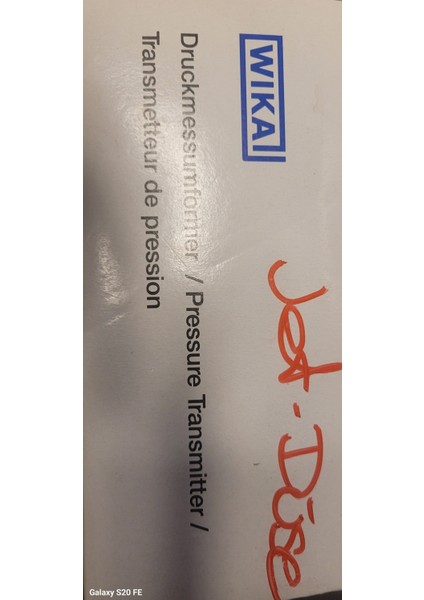 WIKA
Jet-Düse
Druckmessumformer / Pressure Transmitter /
Transmetteur de pression
Galaxy S20 FE